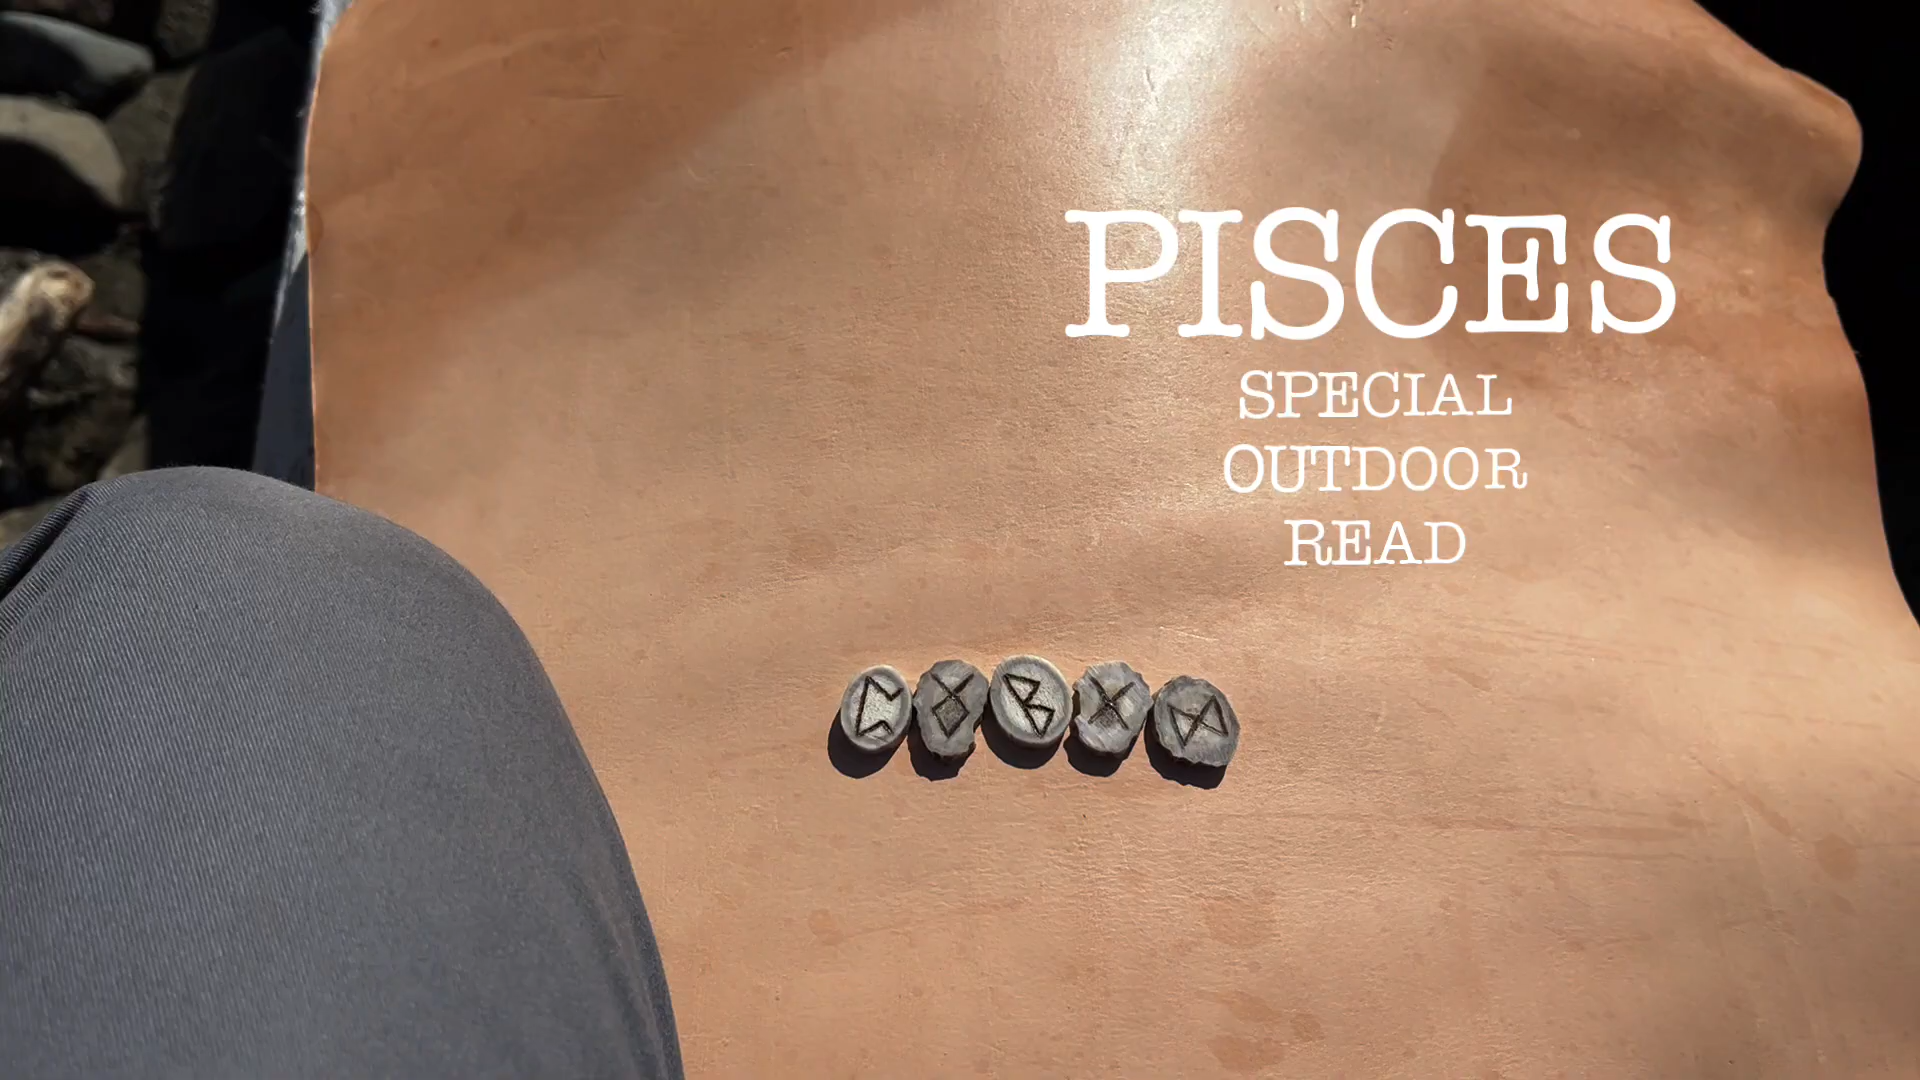 PISCES
SPECIAL
OUTDOOR
READ
ᛈ ᛟ ᛒ ᚷ ᛞ